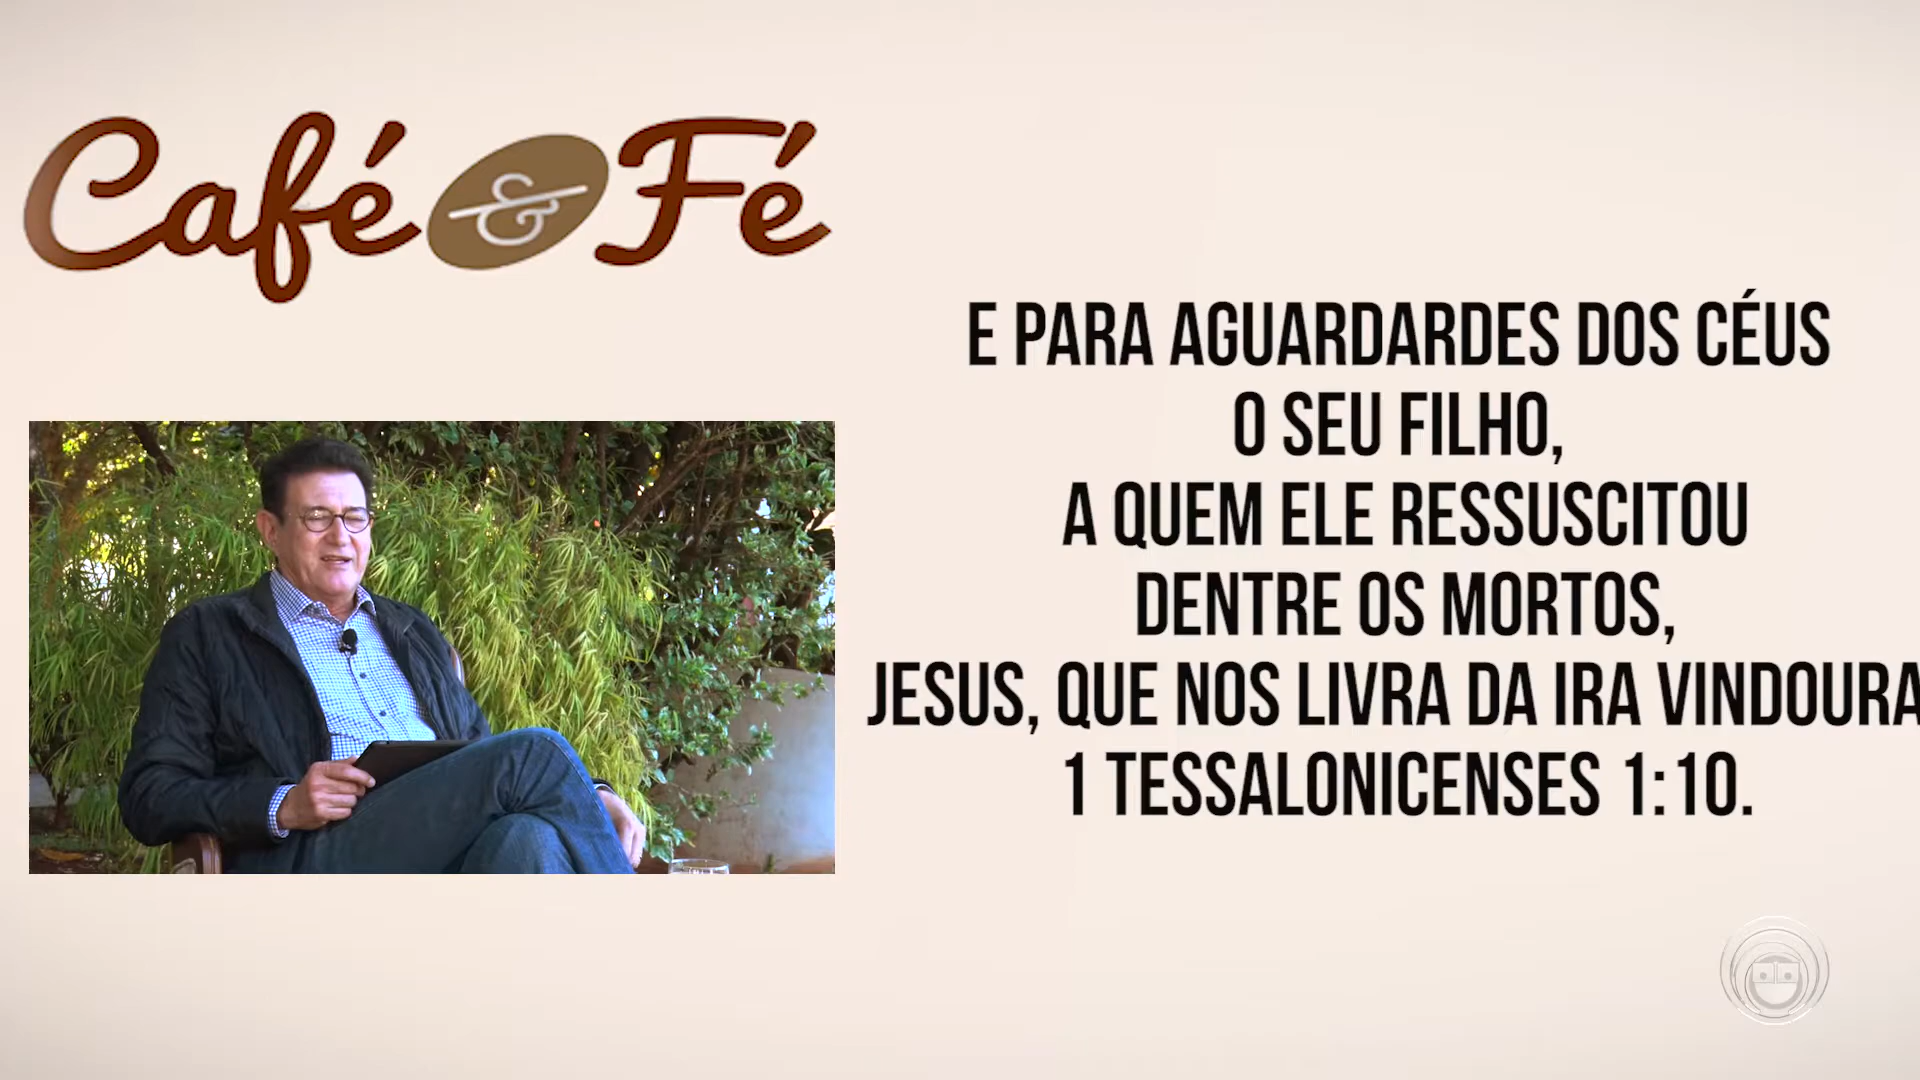 Café & Fé
E PARA AGUARDARDES DOS CÉUS
O SEU FILHO,
A QUEM ELE RESSUSCITOU
DENTRE OS MORTOS,
JESUS, QUE NOS LIVRA DA IRA VINDOURA
1 TESSALONICENSES 1:10.